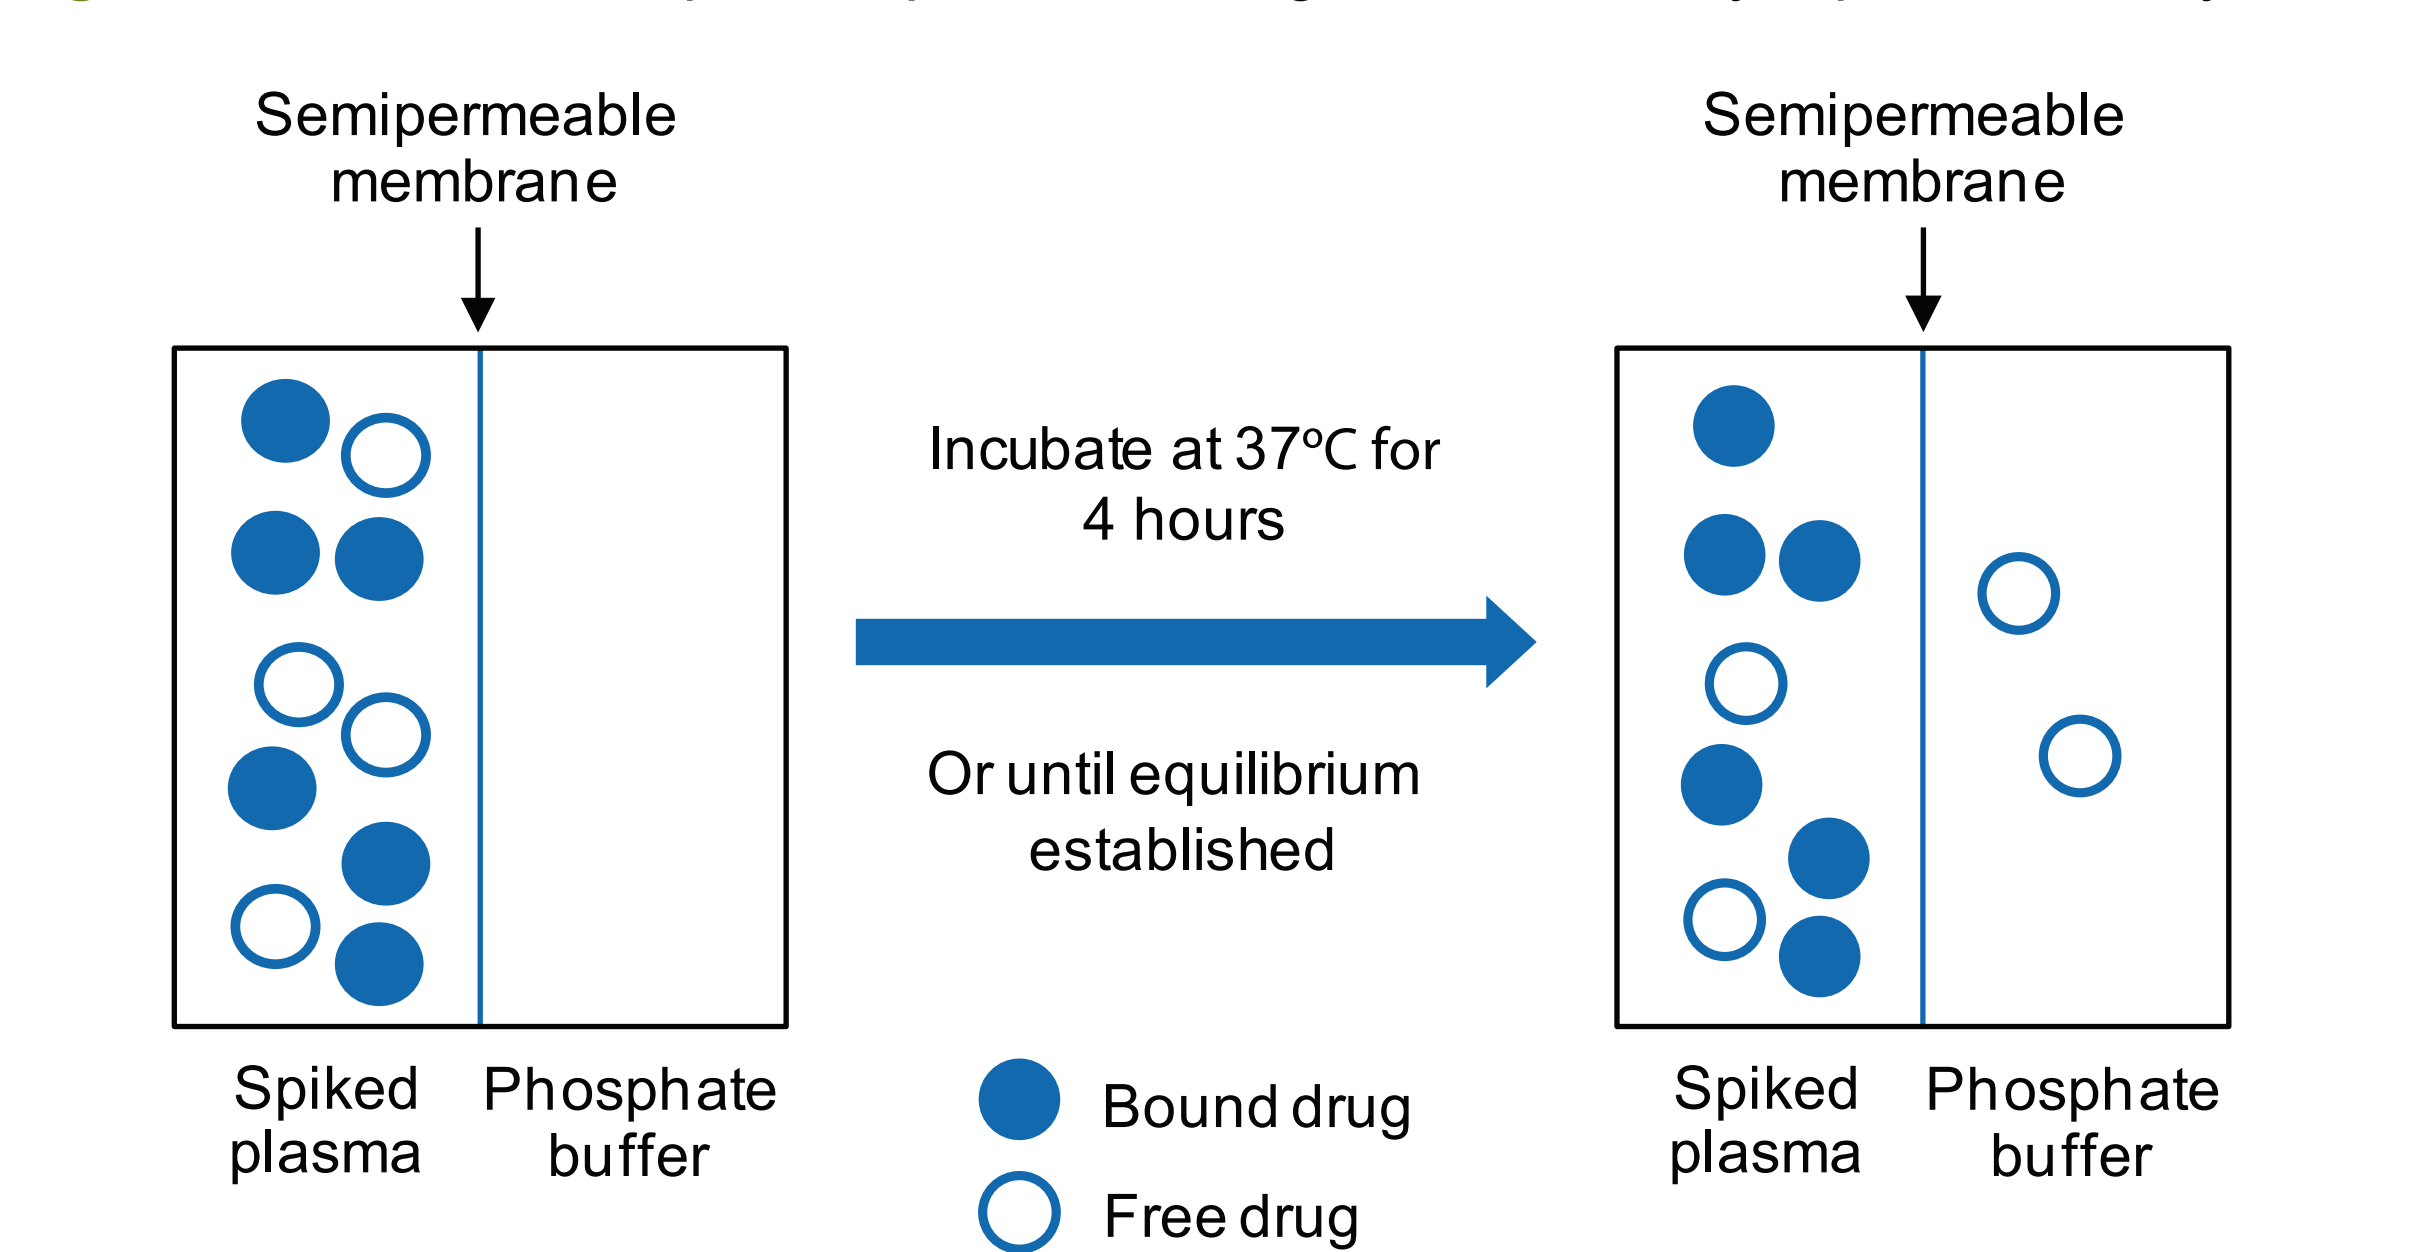 Semipermeable
membrane
Semipermeable
membrane
Incubate at 37ºC for
4 hours
Or until equilibrium
established
Spiked
plasma
Phosphate
buffer
Bound drug
Free drug
Spiked
plasma
Phosphate
buffer